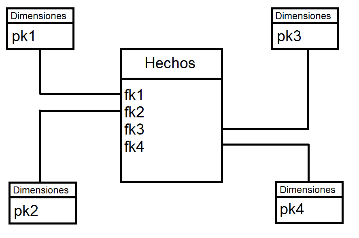 Dimensiones
pk1
Dimensiones
pk3
Hechos
fk1
fk2
fk3
fk4
Dimensiones
pk2
Dimensiones
pk4